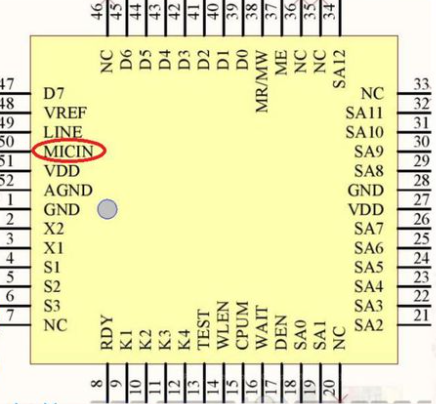 46 45 44 43 42 41 40 39 38 37 36 35 34
NC D6 D5 D4 D3 D2 D1 D0 MR/MW ME NC NC SA12
47 D7 NC 33
48 VREF SA11 32
49 LINE SA10 31
50 MICIN SA9 30
51 VDD SA8 29
52 AGND GND 28
1 GND VDD 27
2 X2 SA7 26
3 X1 SA6 25
4 S1 SA5 24
5 S2 SA4 23
6 S3 SA3 22
7 NC SA2 21
RDY K1 K2 K3 K4 TEST WLEN CPUM WAIT DEN SA0 SA1 NC
8 9 10 11 12 13 14 15 16 17 18 19 20